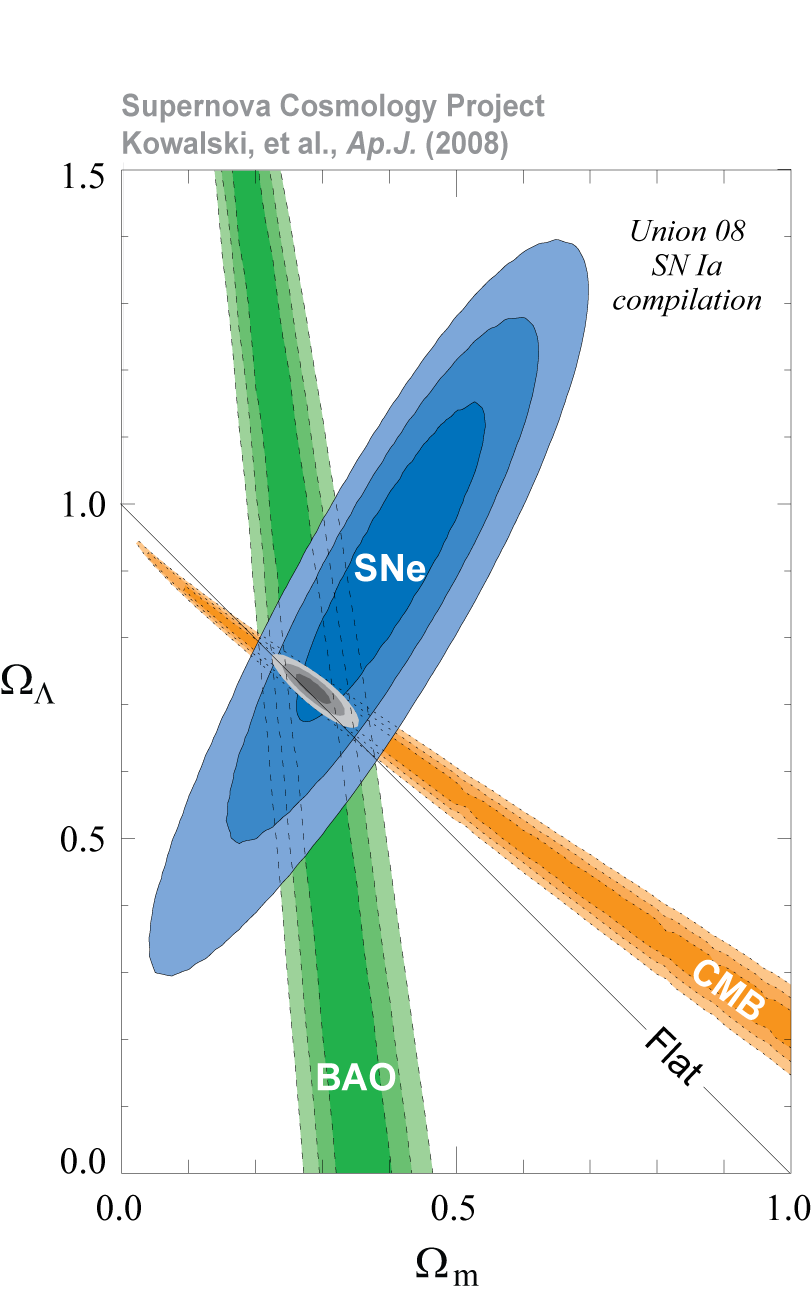 Supernova Cosmology Project
Kowalski, et al., Ap.J. (2008)
1.5
Union 08
SN Ia
compilation
1.0
SNe
ΩΛ
0.5
CMB
Flat
BAO
0.0
0.0 0.5 1.0
Ωm